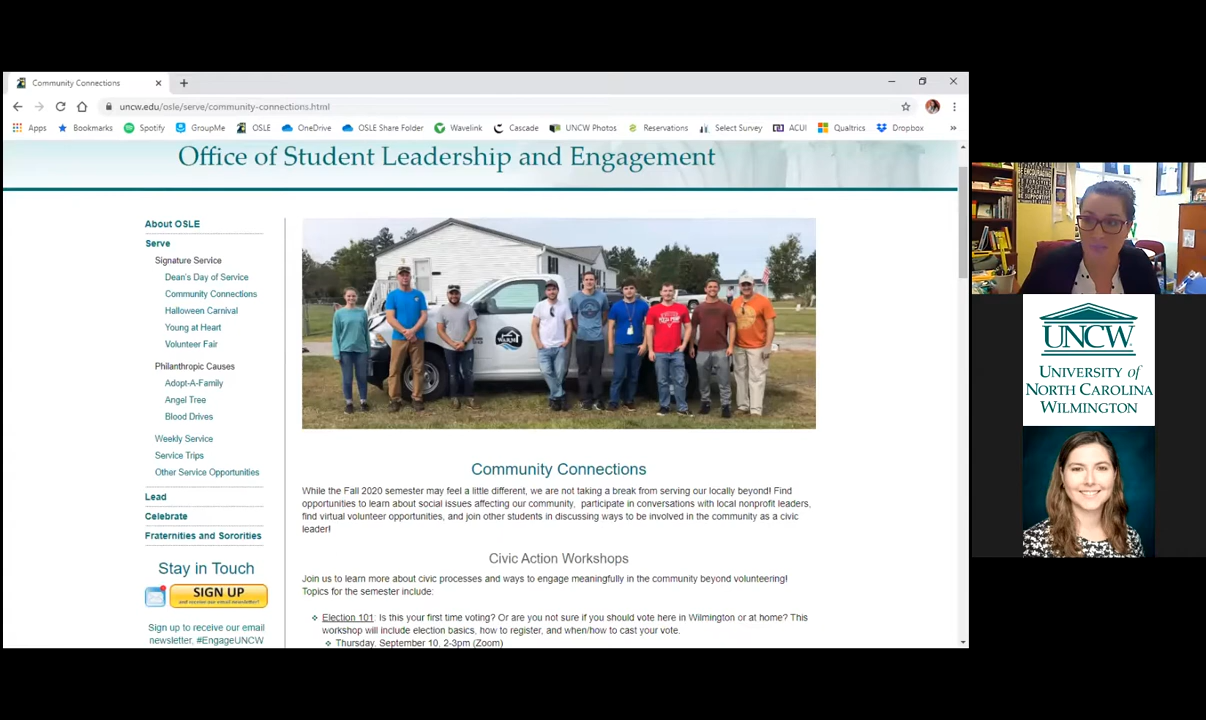 Community Connections
uncw.edu/osle/serve/community-connections.html
Apps Bookmarks Spotify GroupMe OSLE OneDrive OSLE Share Folder Wavelink Cascade UNCW Photos Reservations Select Survey ACUI Qualtrics Dropbox »
Office of Student Leadership and Engagement
About OSLE
Serve
Signature Service
Dean's Day of Service
Community Connections
Halloween Carnival
Young at Heart
Volunteer Fair
Philanthropic Causes
Adopt-A-Family
Angel Tree
Blood Drives
Weekly Service
Service Trips
Other Service Opportunities
Lead
Celebrate
Fraternities and Sororities
Stay in Touch
SIGN UP
and receive our email Newsletter!
Sign up to receive our email
newsletter, #EngageUNCW
WARM
Community Connections
While the Fall 2020 semester may feel a little different, we are not taking a break from serving our locally beyond! Find
opportunities to learn about social issues affecting our community, participate in conversations with local nonprofit leaders,
find virtual volunteer opportunities, and join other students in discussing ways to be involved in the community as a civic
leader!
Civic Action Workshops
Join us to learn more about civic processes and ways to engage meaningfully in the community beyond volunteering!
Topics for the semester include:
Election 101: Is this your first time voting? Or are you not sure if you should vote here in Wilmington or at home? This
workshop will include election basics, how to register, and when/how to cast your vote.
Thursday, September 10, 2-3pm (Zoom)
UNCW
UNIVERSITY of
NORTH CAROLINA
WILMINGTON